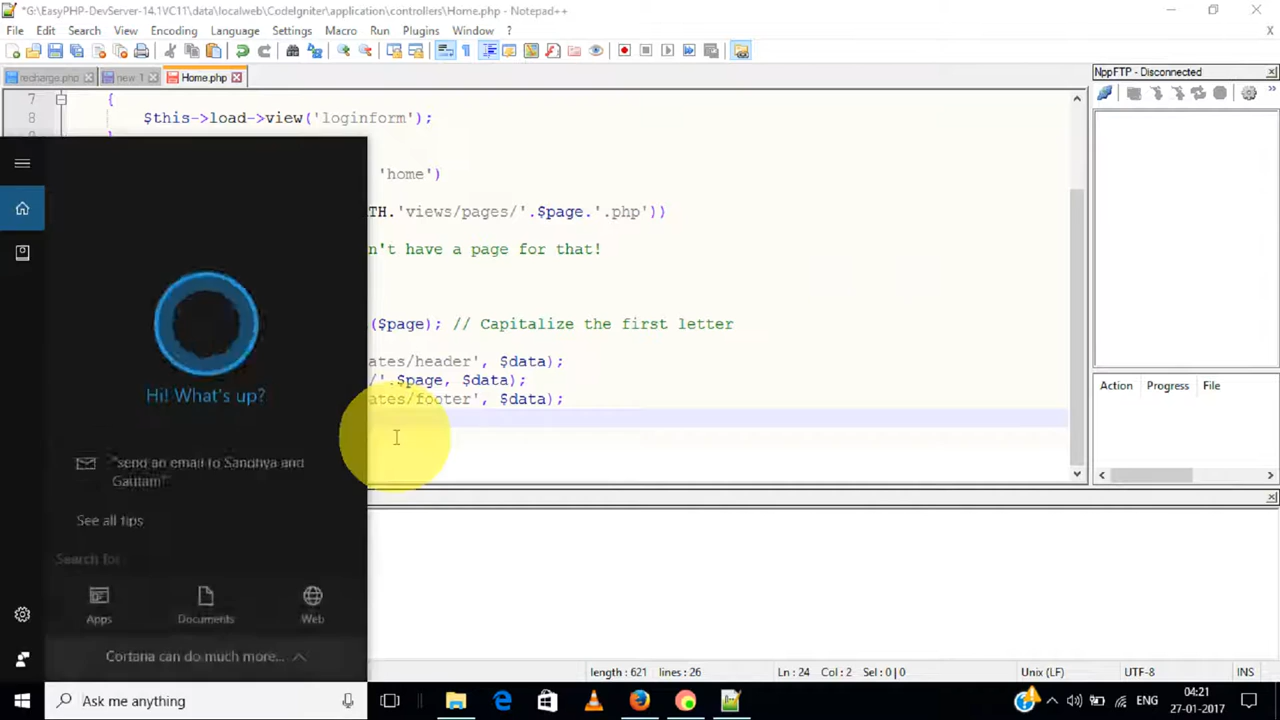 *G:\EasyPHP-DevServer-14.1VC11\data\localweb\CodeIgniter\application\controllers\Home.php - Notepad++
File Edit Search View Encoding Language Settings Macro Run Plugins Window ? X
recharge.php new 1 Home.php
NppFTP - Disconnected
7 {
8 $this->load->view('loginform');
'home')
TH.'views/pages/'.$page.'.php'))
n't have a page for that!
($page); // Capitalize the first letter
ates/header', $data);
/'.$page, $data);
ates/footer', $data);
Action Progress File
Hi! What's up?
"send an email to Sandhya and
Gautam"
See all tips
Search for
Apps Documents Web
Cortana can do much more...
length : 621 lines : 26 Ln : 24 Col : 2 Sel : 0 | 0 Unix (LF) UTF-8 INS
Ask me anything
ENG
04:21
27-01-2017